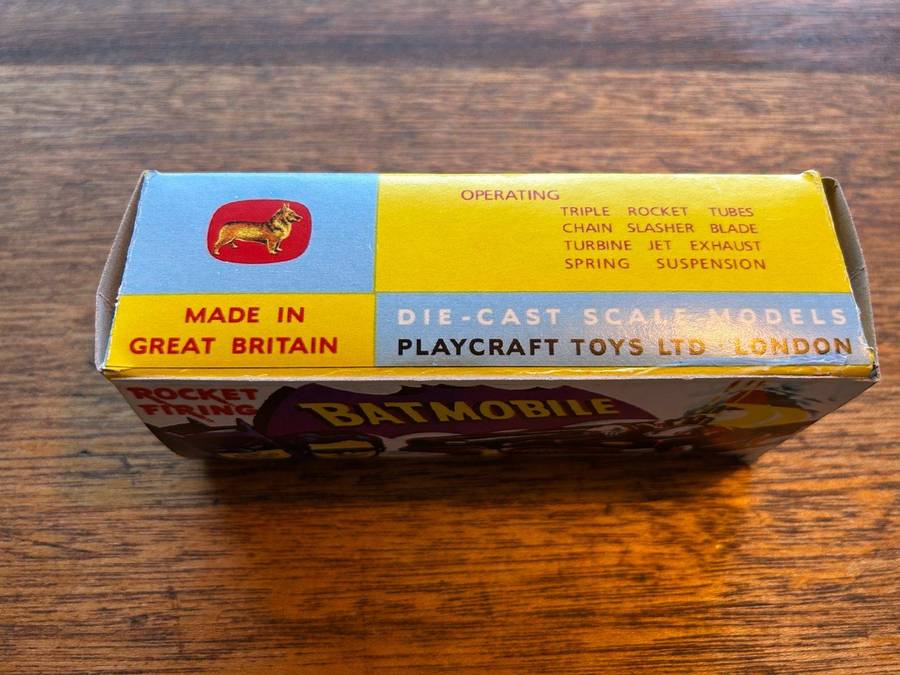 OPERATING
TRIPLE ROCKET TUBES
CHAIN SLASHER BLADE
TURBINE JET EXHAUST
SPRING SUSPENSION
MADE IN
GREAT BRITAIN
DIE-CAST SCALE MODELS
PLAYCRAFT TOYS LTD · LONDON
ROCKET
FIRING
BATMOBILE